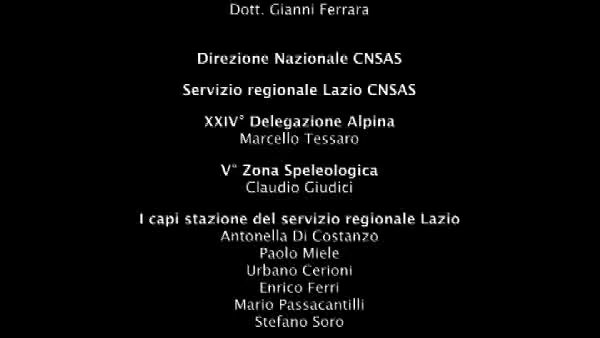 Dott. Gianni Ferrara
Direzione Nazionale CNSAS
Servizio regionale Lazio CNSAS
XXIV° Delegazione Alpina
Marcello Tessaro
V° Zona Speleologica
Claudio Giudici
I capi stazione del servizio regionale Lazio
Antonella Di Costanzo
Paolo Miele
Urbano Cerioni
Enrico Ferri
Mario Passacantilli
Stefano Soro